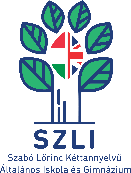 SZLI
Szabó Lőrinc Kéttannyelvű
Általános Iskola és Gimnázium